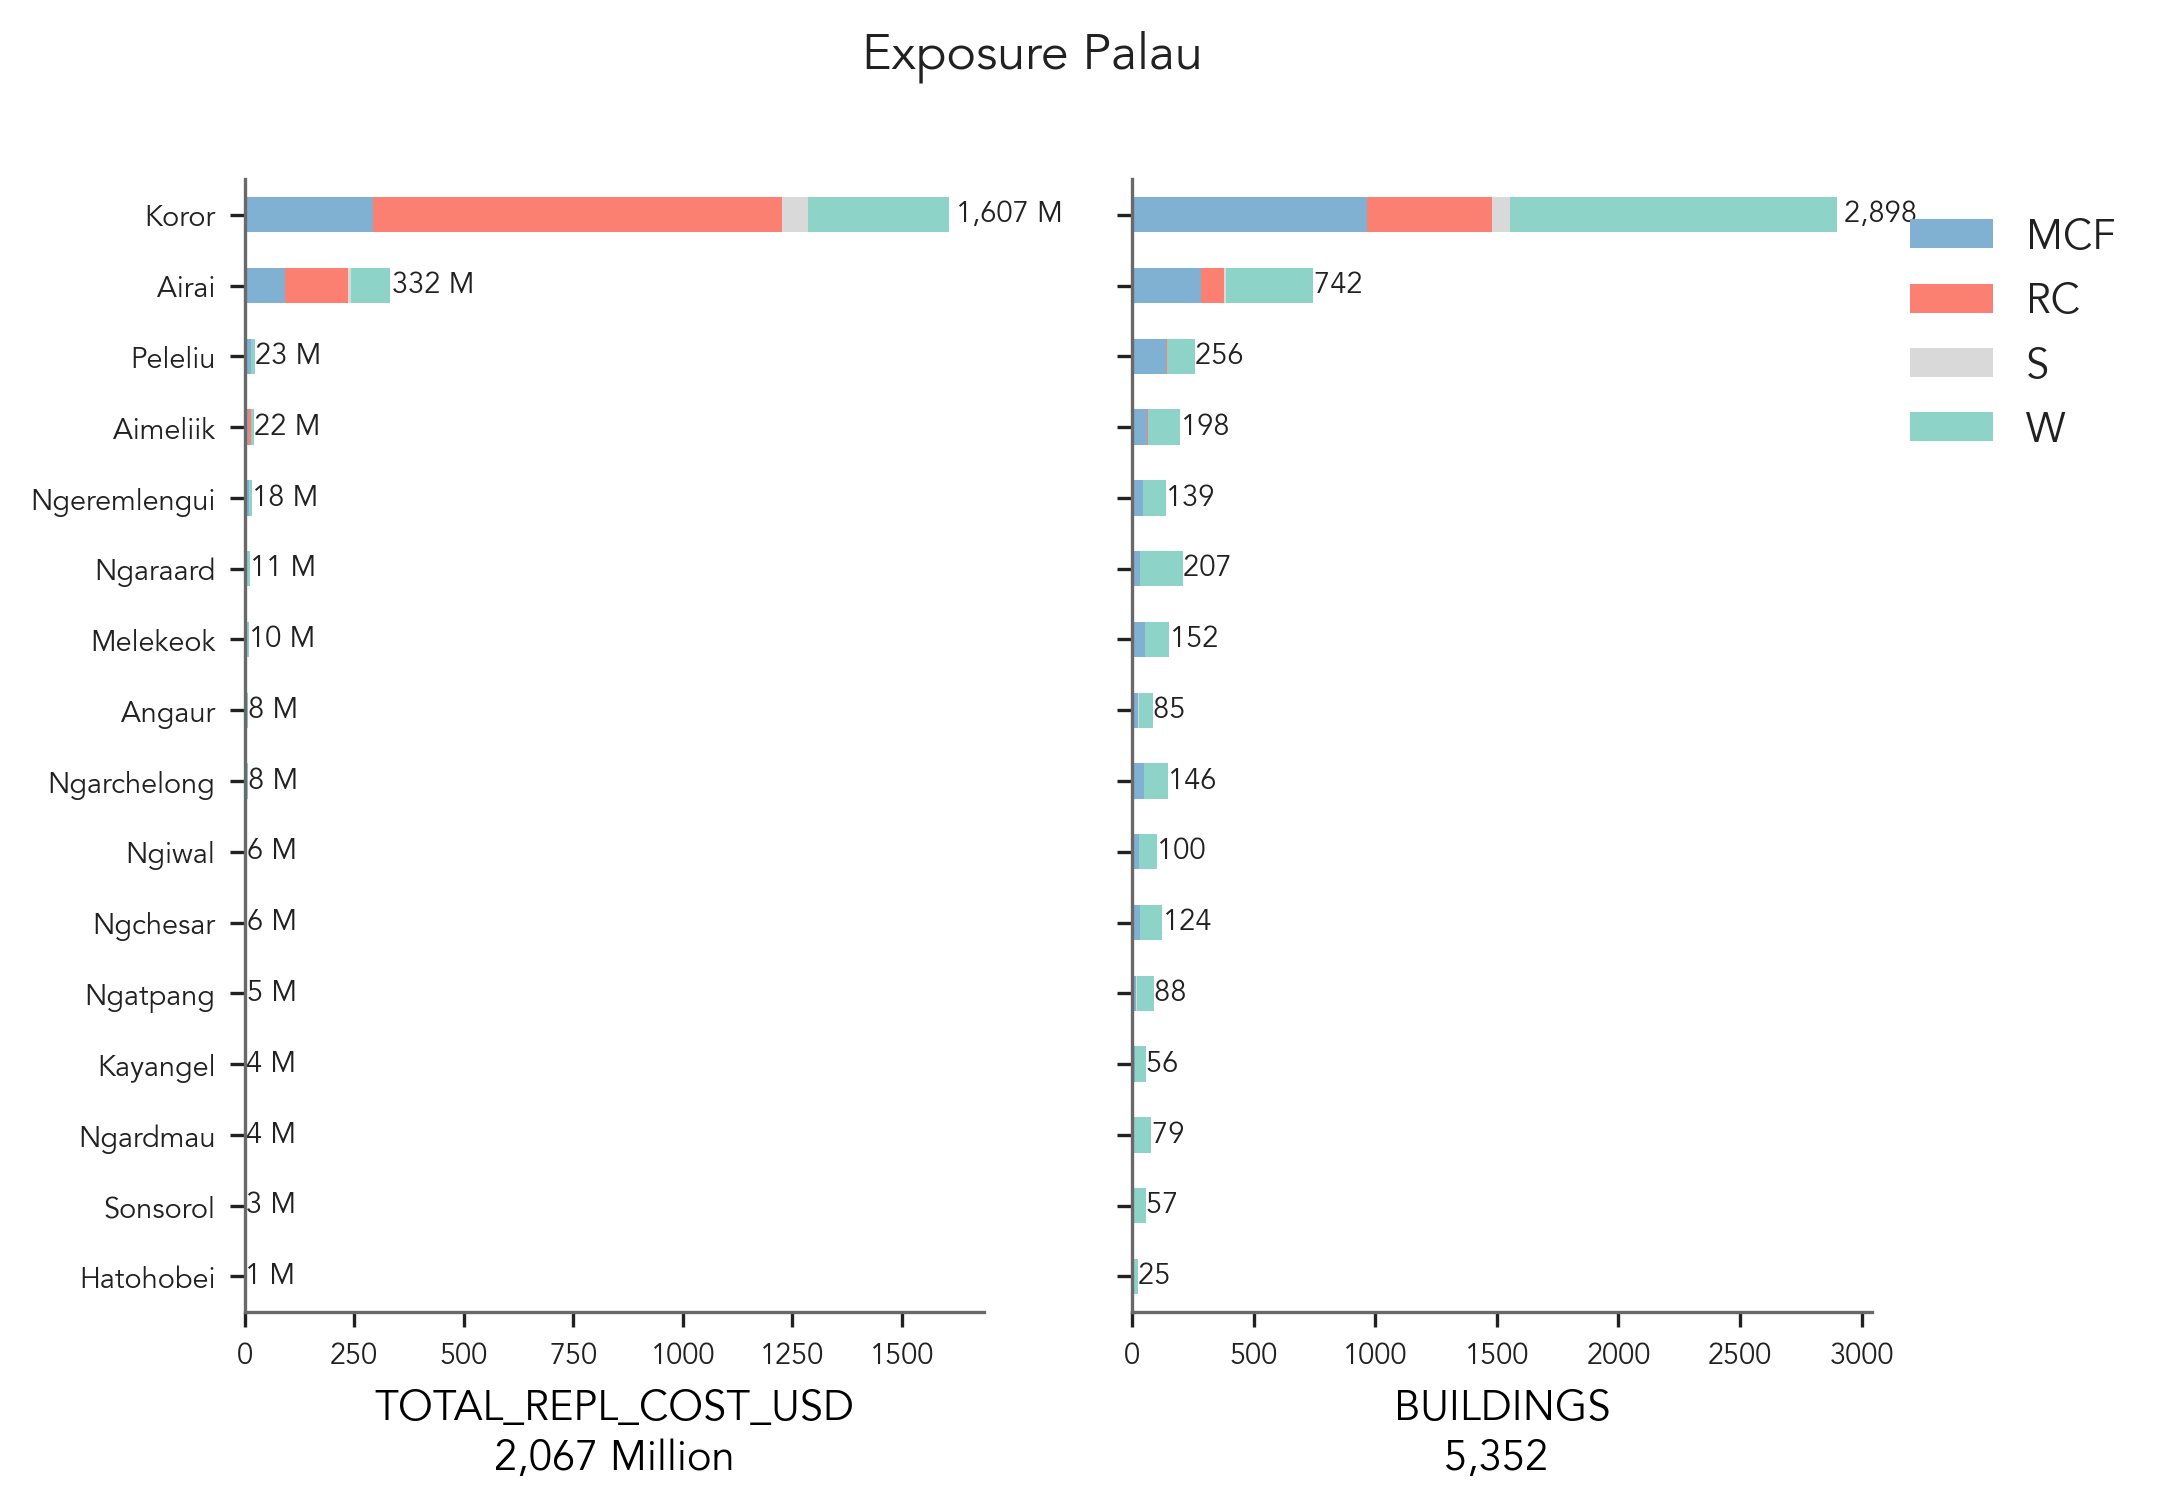 Exposure Palau
Koror 1,607 M
Airai 332 M
Peleliu 23 M
Aimeliik 22 M
Ngeremlengui 18 M
Ngaraard 11 M
Melekeok 10 M
Angaur 8 M
Ngarchelong 8 M
Ngiwal 6 M
Ngchesar 6 M
Ngatpang 5 M
Kayangel 4 M
Ngardmau 4 M
Sonsorol 3 M
Hatohobei 1 M
0 250 500 750 1000 1250 1500
TOTAL_REPL_COST_USD
2,067 Million
2,898
742
256
198
139
207
152
85
146
100
124
88
56
79
57
25
0 500 1000 1500 2000 2500 3000
BUILDINGS
5,352
MCF
RC
S
W